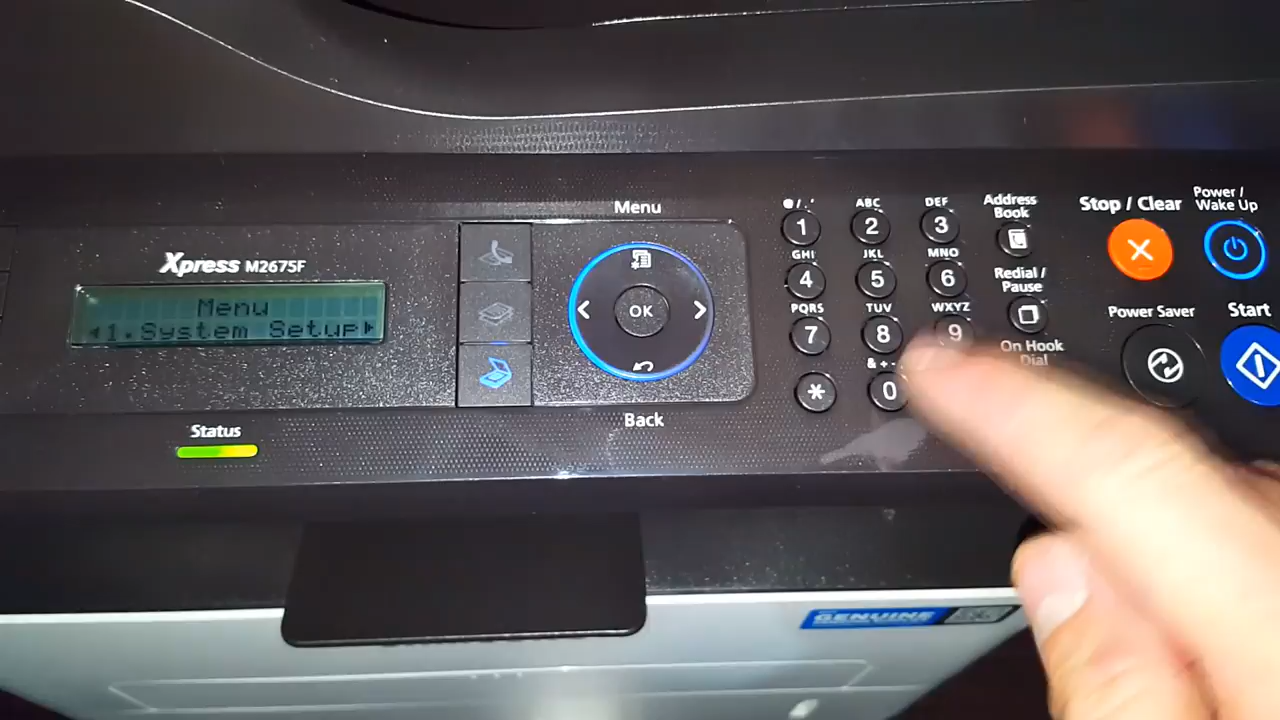 Xpress M2675F
Menu
◂1.System Setup▸
Status
Menu
OK
Back
@/.'
1
ABC
2
DEF
3
GHI
4
JKL
5
MNO
6
PQRS
7
TUV
8
WXYZ
9
*
& + -
0
Address
Book
Redial /
Pause
On Hook
Dial
Stop / Clear
Power /
Wake Up
Power Saver
Start
GENUINE